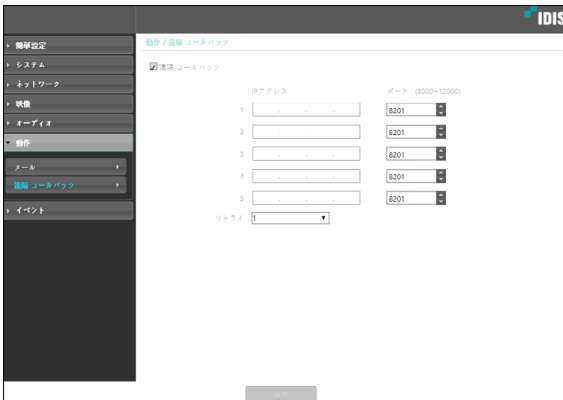 IDIS
簡単設定
システム
ネットワーク
映像
オーディオ
動作
メール
遠隔 コールバック
イベント
動作 / 遠隔 コールバック
遠隔 コールバック
IPアドレス ポート (8000~12000)
1 . . . 8201
2 . . . 8201
3 . . . 8201
4 . . . 8201
5 . . . 8201
リトライ 1